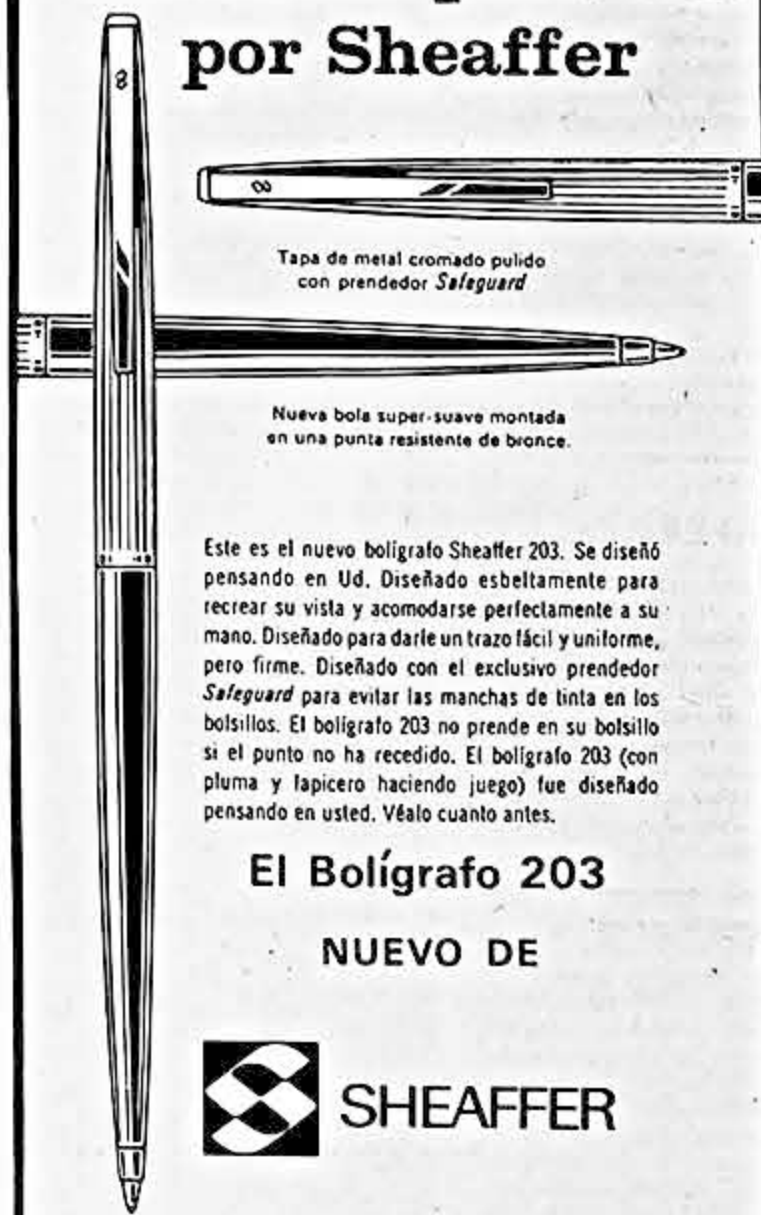 por Sheaffer
Tapa de metal cromado pulido
con prendedor Safeguard
Nueva bola super-suave montada
en una punta resistente de bronce.
Este es el nuevo bolígrafo Sheaffer 203. Se diseñó
pensando en Ud. Diseñado esbeltamente para
recrear su vista y acomodarse perfectamente a su
mano. Diseñado para darle un trazo fácil y uniforme,
pero firme. Diseñado con el exclusivo prendedor
Safeguard para evitar las manchas de tinta en los
bolsillos. El bolígrafo 203 no prende en su bolsillo
si el punto no ha recedido. El bolígrafo 203 (con
pluma y lapicero haciendo juego) fue diseñado
pensando en usted. Véalo cuanto antes.
El Bolígrafo 203
NUEVO DE
SHEAFFER